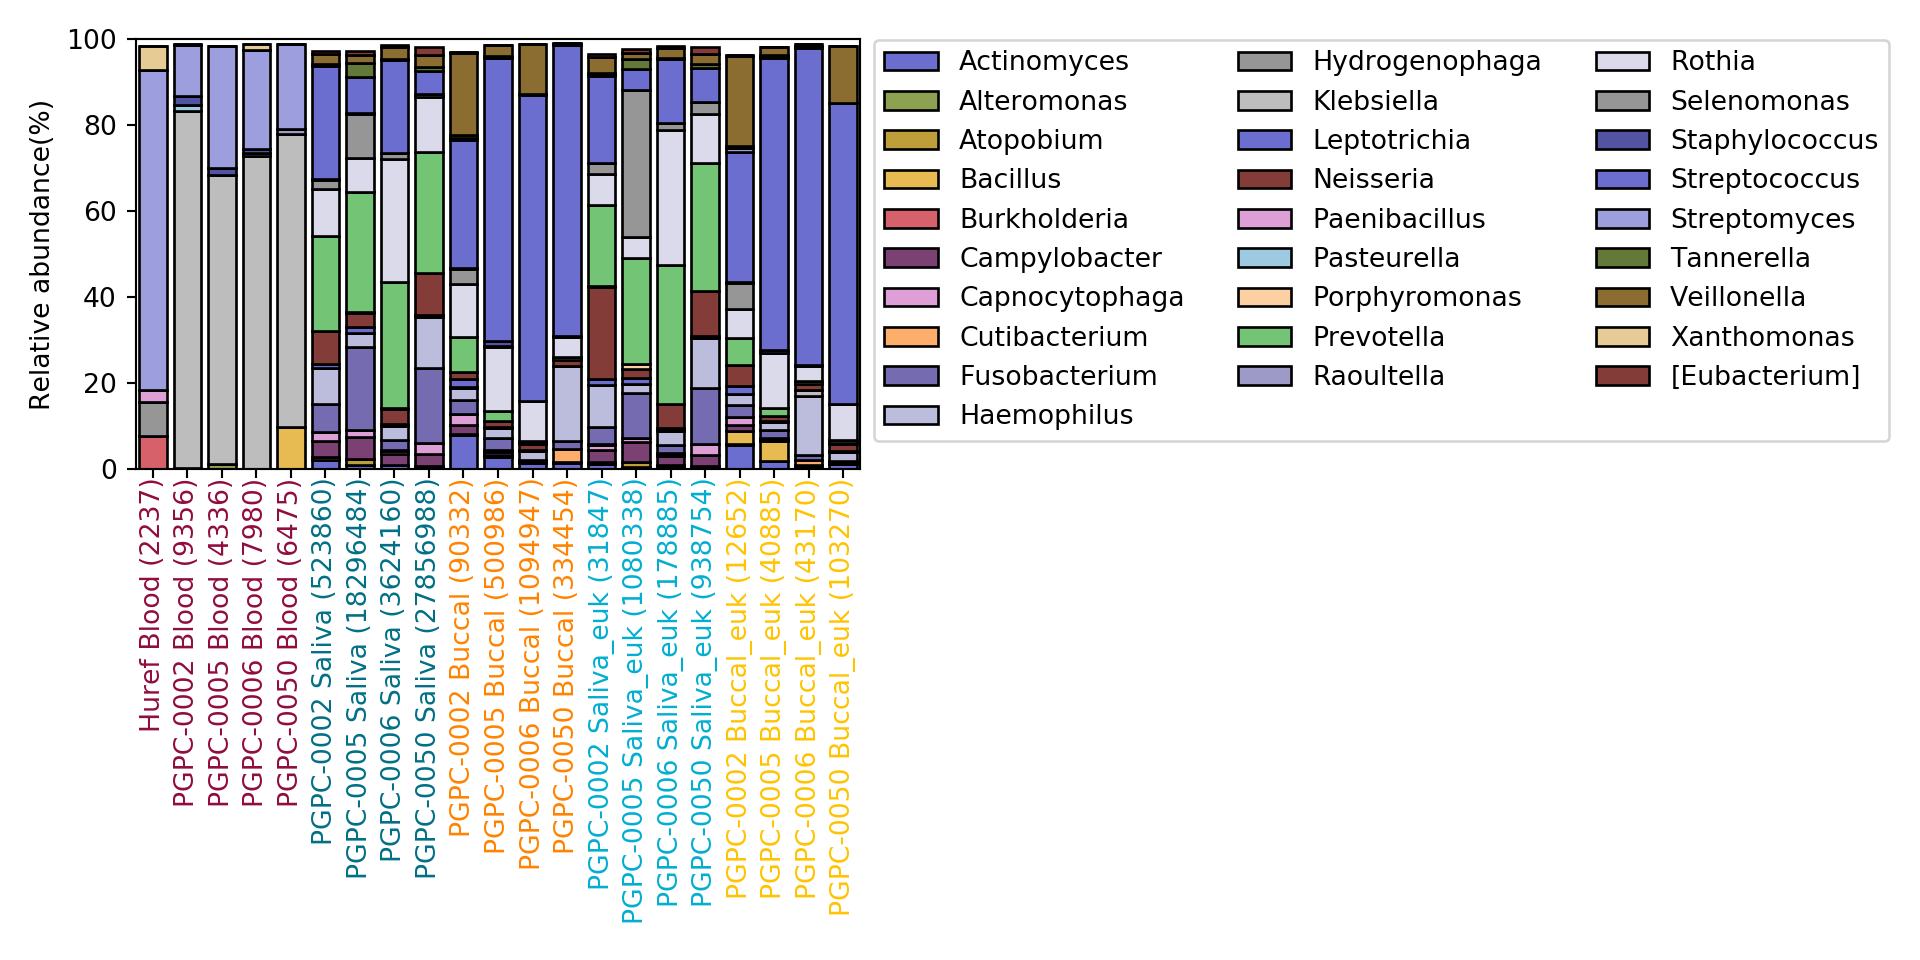 Relative abundance(%)
100
80
60
40
20
0
Huref Blood (22237)
PGPC-0002 Blood (9356)
PGPC-0005 Blood (4336)
PGPC-0006 Blood (7980)
PGPC-0050 Blood (6475)
PGPC-0002 Saliva (523860)
PGPC-0005 Saliva (18296484)
PGPC-0006 Saliva (3624160)
PGPC-0050 Saliva (27856988)
PGPC-0002 Buccal (90332)
PGPC-0005 Buccal (500986)
PGPC-0006 Buccal (1094947)
PGPC-0050 Buccal (334454)
PGPC-0002 Saliva_euk (31847)
PGPC-0005 Saliva_euk (1080338)
PGPC-0006 Saliva_euk (178885)
PGPC-0050 Saliva_euk (938754)
PGPC-0002 Buccal_euk (12652)
PGPC-0005 Buccal_euk (40885)
PGPC-0006 Buccal_euk (43170)
PGPC-0050 Buccal_euk (103270)
Actinomyces
Alteromonas
Atopobium
Bacillus
Burkholderia
Campylobacter
Capnocytophaga
Cutibacterium
Fusobacterium
Haemophilus
Hydrogenophaga
Klebsiella
Leptotrichia
Neisseria
Paenibacillus
Pasteurella
Porphyromonas
Prevotella
Raoultella
Rothia
Selenomonas
Staphylococcus
Streptococcus
Streptomyces
Tannerella
Veillonella
Xanthomonas
[Eubacterium]